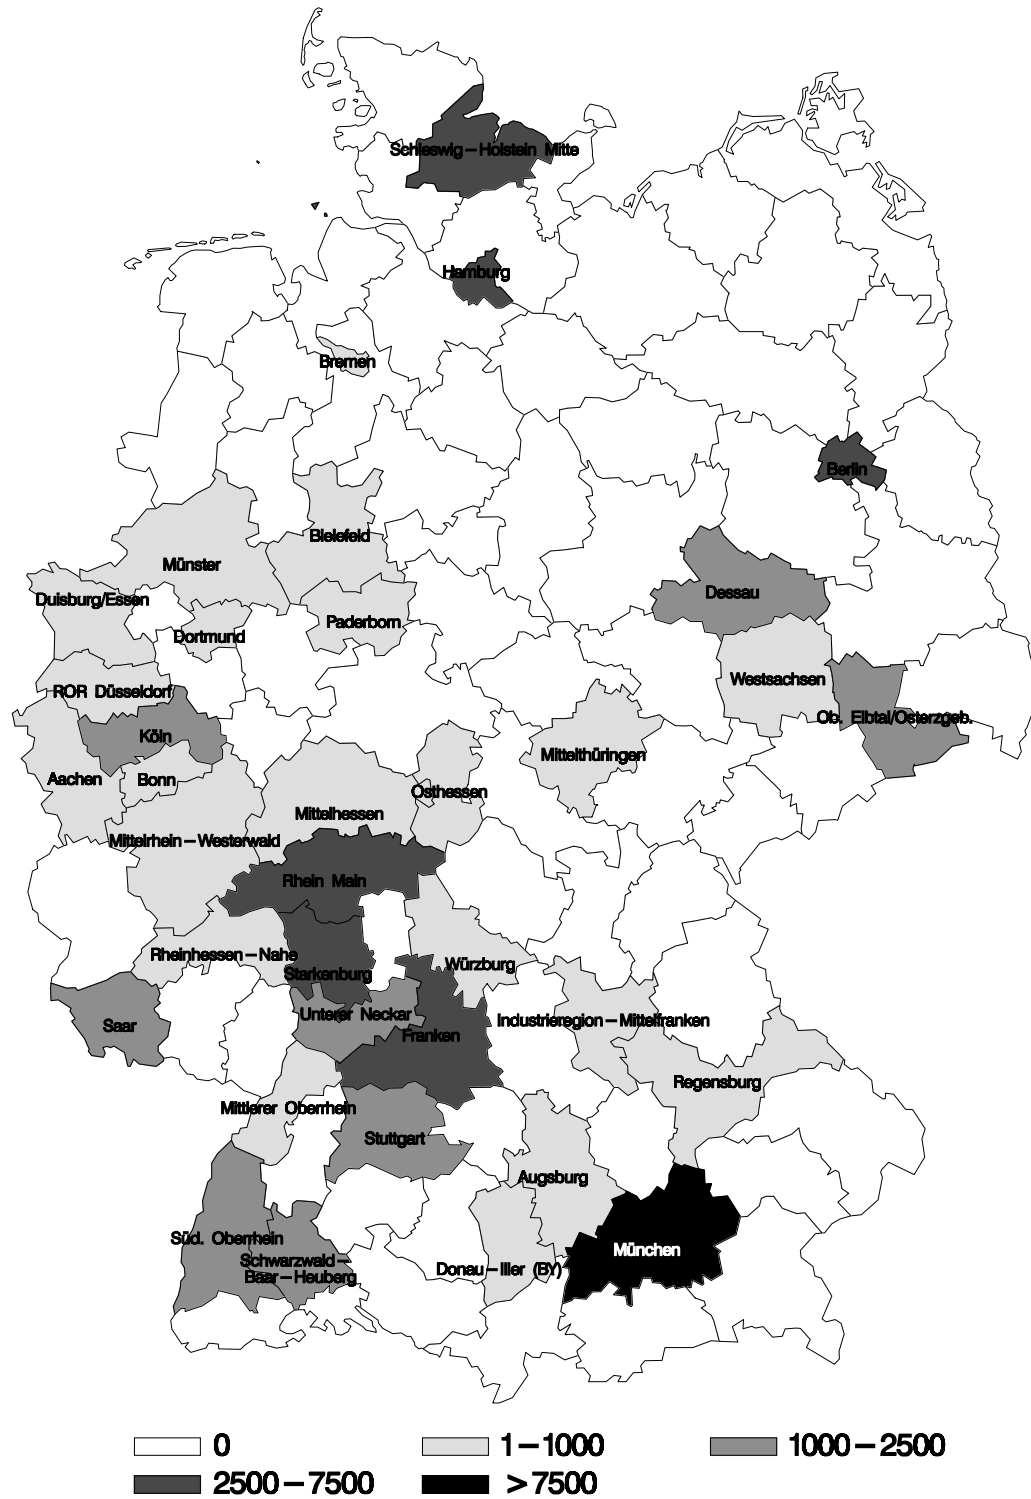 Schleswig–Holstein Mitte
Hamburg
Bremen
Berlin
Bielefeld
Münster
Dessau
Duisburg/Essen
Paderborn
Dortmund
Westsachsen
ROR Düsseldorf
Ob. Elbtal/Osterzgeb.
Köln
Mittelthüringen
Aachen
Bonn
Osthessen
Mittelhessen
Mittelrhein–Westerwald
Rhein Main
Rheinhessen–Nahe
Würzburg
Starkenburg
Unterer Neckar
Industrieregion–Mittelfranken
Saar
Franken
Regensburg
Mittlerer Oberrhein
Stuttgart
Augsburg
Süd. Oberrhein
München
Schwarzwald–
Baar–Heuberg
Donau–Iller (BY)
0 1–1000 1000–2500
2500–7500 >7500